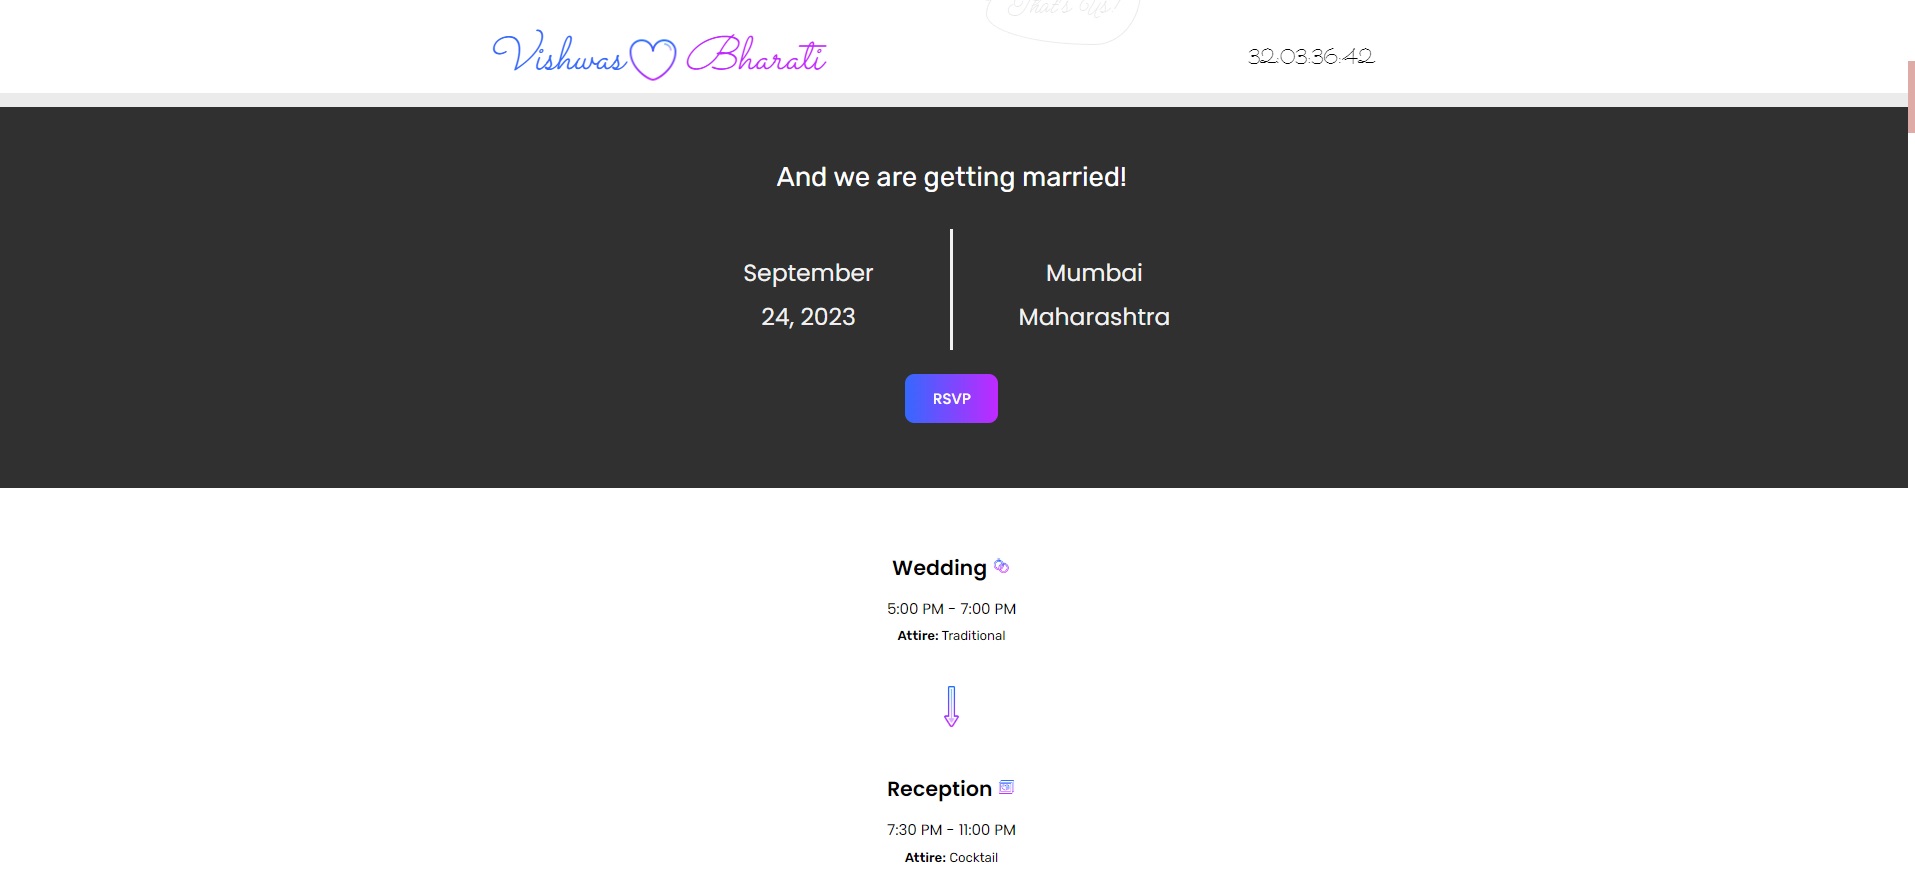 That's Us!
Vishwas Bharati
32:03:36:42
And we are getting married!
September
24, 2023
Mumbai
Maharashtra
RSVP
Wedding
5:00 PM - 7:00 PM
Attire: Traditional
Reception
7:30 PM - 11:00 PM
Attire: Cocktail